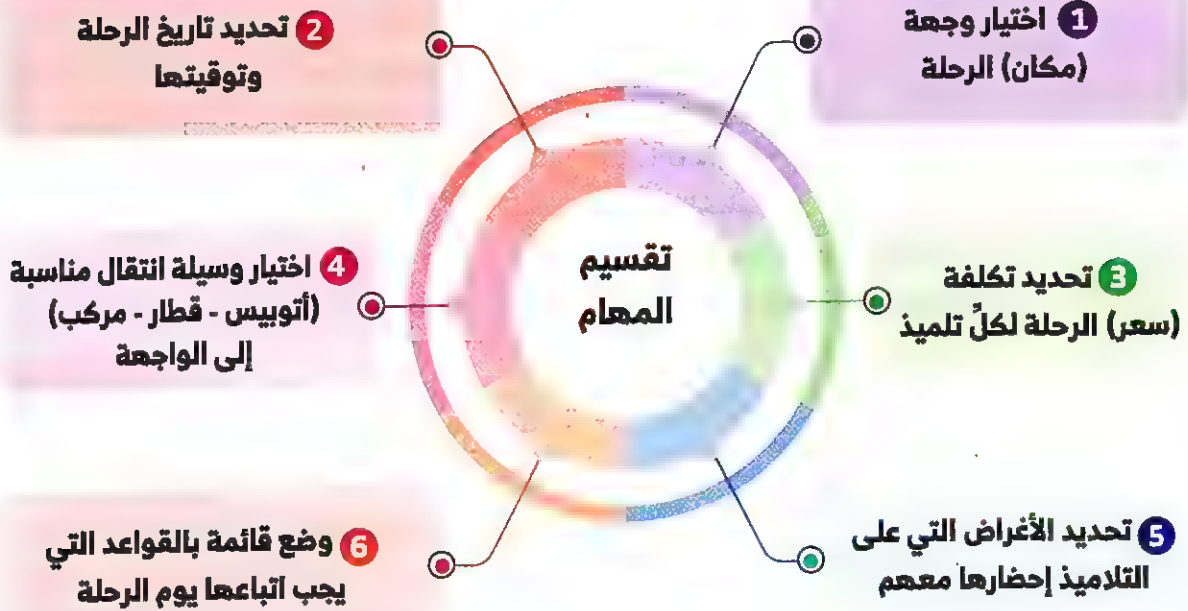 1 اختيار وجهة
(مكان) الرحلة
2 تحديد تاريخ الرحلة
وتوقيتها
3 تحديد تكلفة
(سعر) الرحلة لكلِّ تلميذ
4 اختيار وسيلة انتقال مناسبة
(أتوبيس - قطار - مركب)
إلى الواجهة
5 تحديد الأغراض التي على
التلاميذ إحضارها معهم
6 وضع قائمة بالقواعد التي
يجب اتباعها يوم الرحلة
تقسيم
المهام